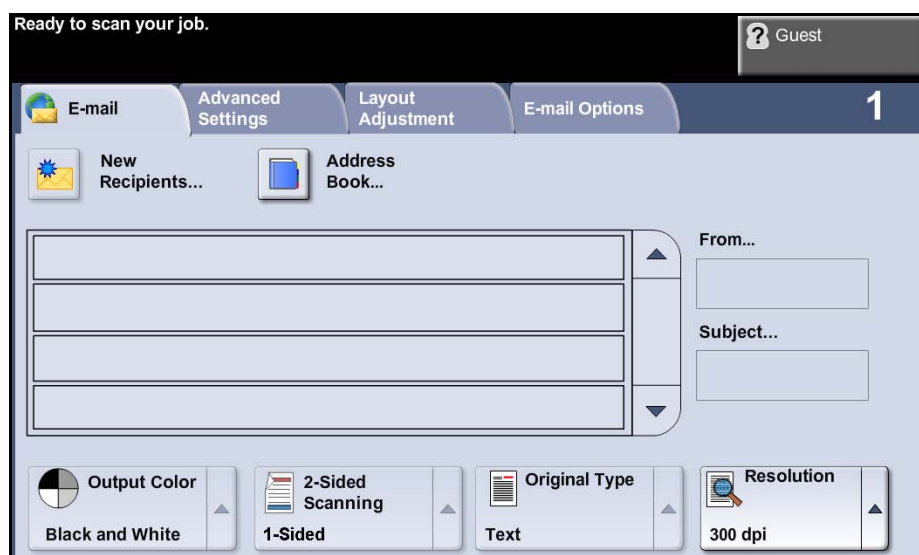 Ready to scan your job.
Guest
E-mail
Advanced
Settings
Layout
Adjustment
E-mail Options
1
New
Recipients...
Address
Book...
From...
Subject...
Output Color
Black and White
2-Sided
Scanning
1-Sided
Original Type
Text
Resolution
300 dpi